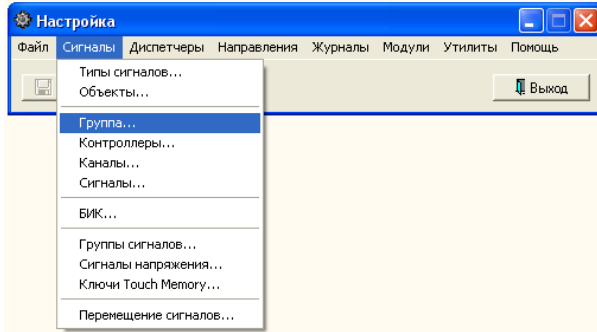 Настройка
Файл Сигналы Диспетчеры Направления Журналы Модули Утилиты Помощь
Типы сигналов...
Объекты...
Выход
Группа...
Контроллеры...
Каналы...
Сигналы...
БИК...
Группы сигналов...
Сигналы напряжения...
Ключи Touch Memory...
Перемещение сигналов...